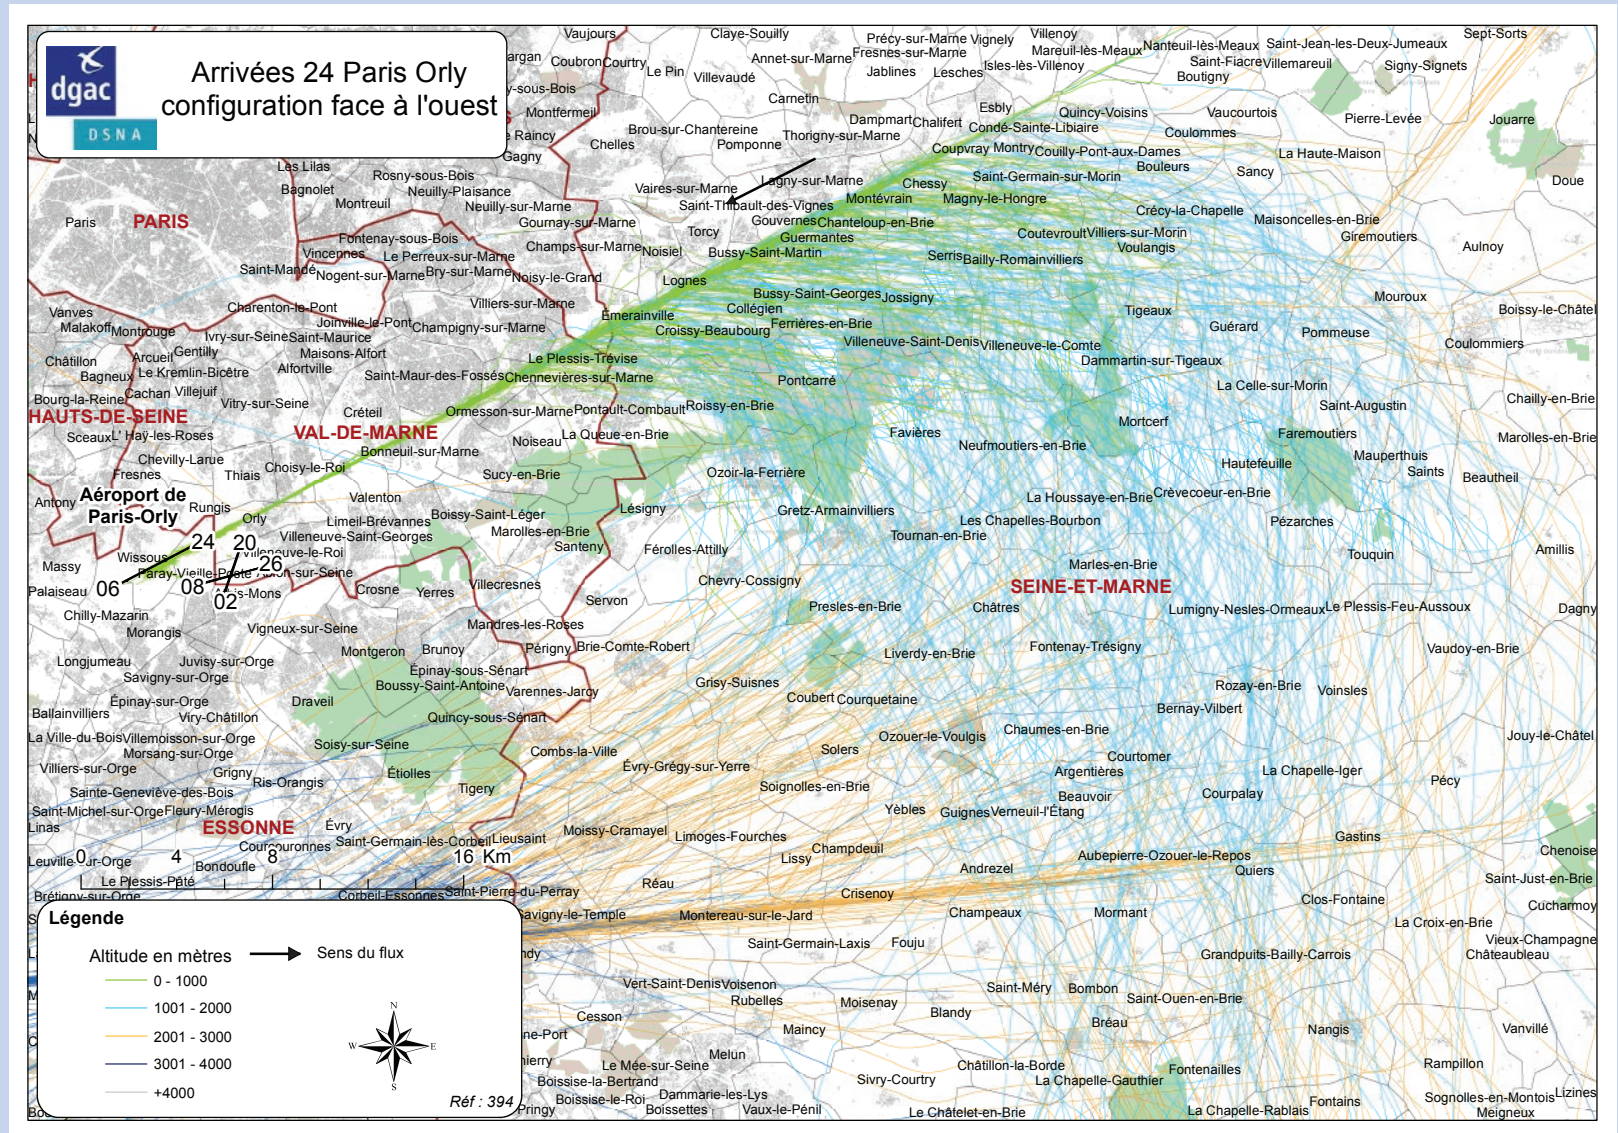 dgac
DSNA
Arrivées 24 Paris Orly
configuration face à l'ouest
Vaujours
Claye-Souilly
Précy-sur-Marne
Vignely
Villenoy
Sept-Sorts
Coubron
Courtry
Le Pin
Villevaudé
Annet-sur-Marne
Fresnes-sur-Marne
Mareuil-lès-Meaux
Nanteuil-lès-Meaux
Saint-Jean-les-Deux-Jumeaux
Jablines
Lesches
Isles-lès-Villenoy
Saint-Fiacre
Villemareuil
Signy-Signets
Boutigny
y-sous-Bois
Carnetin
Montfermeil
Esbly
Quincy-Voisins
Vaucourtois
Pierre-Levée
Jouarre
Brou-sur-Chantereine
Dampmart
Chalifert
Condé-Sainte-Libiaire
Coulommes
Chelles
Pomponne
Thorigny-sur-Marne
Gagny
Coupvray
Montry
Couilly-Pont-aux-Dames
La Haute-Maison
Les Lilas
Rosny-sous-Bois
Bouleurs
Sancy
Doue
Bagnolet
Neuilly-Plaisance
Vaires-sur-Marne
Lagny-sur-Marne
Chessy
Saint-Germain-sur-Morin
Montreuil
Neuilly-sur-Marne
Saint-Thibault-des-Vignes
Montévrain
Magny-le-Hongre
Crécy-la-Chapelle
Paris
PARIS
Gournay-sur-Marne
Gouvernes
Chanteloup-en-Brie
Maisoncelles-en-Brie
Fontenay-sous-Bois
Torcy
Guermantes
Coutevroult
Villiers-sur-Morin
Giremoutiers
Aulnoy
Vincennes
Le Perreux-sur-Marne
Champs-sur-Marne
Noisiel
Bussy-Saint-Martin
Serris
Bailly-Romainvilliers
Voulangis
Saint-Mandé
Nogent-sur-Marne
Bry-sur-Marne
Noisy-le-Grand
Lognes
Charenton-le-Pont
Villiers-sur-Marne
Bussy-Saint-Georges
Jossigny
Mouroux
Vanves
Joinville-le-Pont
Emerainville
Collégien
Tigeaux
Boissy-le-Châtel
Malakoff
Montrouge
Ivry-sur-Seine
Saint-Maurice
Champigny-sur-Marne
Croissy-Beaubourg
Ferrières-en-Brie
Guérard
Pommeuse
Châtillon
Arcueil
Gentilly
Maisons-Alfort
Le Plessis-Trévise
Villeneuve-Saint-Denis
Villeneuve-le-Comte
Coulommiers
Bagneux
Le Kremlin-Bicêtre
Alfortville
Saint-Maur-des-Fossés
Chennevières-sur-Marne
Pontcarré
Dammartin-sur-Tigeaux
Bourg-la-Reine
Cachan
Villejuif
Vitry-sur-Seine
La Celle-sur-Morin
Chailly-en-Brie
HAUTS-DE-SEINE
Créteil
Ormesson-sur-Marne
Pontault-Combault
Roissy-en-Brie
Saint-Augustin
Sceaux
L' Haÿ-les-Roses
VAL-DE-MARNE
Noiseau
La Queue-en-Brie
Favières
Mortcerf
Faremoutiers
Marolles-en-Brie
Chevilly-Larue
Choisy-le-Roi
Bonneuil-sur-Marne
Neufmoutiers-en-Brie
Mauperthuis
Fresnes
Thiais
Sucy-en-Brie
Ozoir-la-Ferrière
Hautefeuille
Saints
Beautheil
Antony
Aéroport de
Paris-Orly
Rungis
Valenton
La Houssaye-en-Brie
Crèvecoeur-en-Brie
Orly
Limeil-Brévannes
Boissy-Saint-Léger
Lésigny
Gretz-Armainvilliers
Les Chapelles-Bourbon
Pézarches
Villeneuve-Saint-Georges
Marolles-en-Brie
Tournan-en-Brie
Wissous
24
20
Villeneuve-le-Roi
Santeny
Férolles-Attilly
Touquin
Amillis
Massy
Paray-Vieille-Poste
26
Ablon-sur-Seine
Marles-en-Brie
Palaiseau
06
08
02
Crosne
Yerres
Villecresnes
Chevry-Cossigny
SEINE-ET-MARNE
Chilly-Mazarin
Servon
Presles-en-Brie
Châtres
Lumigny-Nesles-Ormeaux
Le Plessis-Feu-Aussoux
Dagny
Morangis
Vigneux-sur-Seine
Mandres-les-Roses
Montgeron
Brunoy
Périgny
Brie-Comte-Robert
Liverdy-en-Brie
Fontenay-Trésigny
Vaudoy-en-Brie
Longjumeau
Juvisy-sur-Orge
Épinay-sous-Sénart
Savigny-sur-Orge
Boussy-Saint-Antoine
Varennes-Jarcy
Grisy-Suisnes
Coubert
Courquetaine
Rozay-en-Brie
Voinsles
Épinay-sur-Orge
Draveil
Bernay-Vilbert
Ballainvilliers
Viry-Châtillon
Quincy-sous-Sénart
Chaumes-en-Brie
La Ville-du-Bois
Villemoisson-sur-Orge
Soisy-sur-Seine
Combs-la-Ville
Solers
Ozouer-le-Voulgis
Jouy-le-Châtel
Morsang-sur-Orge
Courtomer
Villiers-sur-Orge
Grigny
Ris-Orangis
Étiolles
Évry-Grégy-sur-Yerre
Argentières
La Chapelle-Iger
Pécy
Sainte-Geneviève-des-Bois
Tigery
Soignolles-en-Brie
Beauvoir
Courpalay
Saint-Michel-sur-Orge
Fleury-Mérogis
Yèbles
Guignes
Verneuil-l'Étang
Linas
ESSONNE
Évry
Saint-Germain-lès-Corbeil
Lieusaint
Moissy-Cramayel
Limoges-Fourches
Gastins
Courcouronnes
Champdeuil
Chenoise
Leuville-sur-Orge
0
4
8
16 Km
Bondoufle
Lissy
Andrezel
Aubepierre-Ozouer-le-Repos
Quiers
Le Plessis-Pâté
Réau
Saint-Just-en-Brie
Brétigny-sur-Orge
Corbeil-Essonnes
Saint-Pierre-du-Perray
Crisenoy
Clos-Fontaine
Cucharmoy
Savigny-le-Temple
Montereau-sur-le-Jard
Champeaux
Mormant
La Croix-en-Brie
Saint-Germain-Laxis
Fouju
Vieux-Champagne
Grandpuits-Bailly-Carrois
Châteaubleau
Vert-Saint-Denis
Voisenon
Saint-Méry
Bombon
Rubelles
Moisenay
Saint-Ouen-en-Brie
Cesson
Blandy
Maincy
Bréau
Nangis
Vanvillé
Melun
Le Mée-sur-Seine
Châtillon-la-Borde
Fontenailles
Rampillon
Boissise-la-Bertrand
Sivry-Courtry
La Chapelle-Gauthier
Boissise-le-Roi
Dammarie-les-Lys
Fontains
Sognolles-en-Montois
Lizines
Pringy
Boissettes
Vaux-le-Pénil
Le Châtelet-en-Brie
La Chapelle-Rablais
Meigneux
Légende
Altitude en mètres
Sens du flux
0 - 1000
1001 - 2000
2001 - 3000
3001 - 4000
+4000
N
W
E
S
Réf : 394